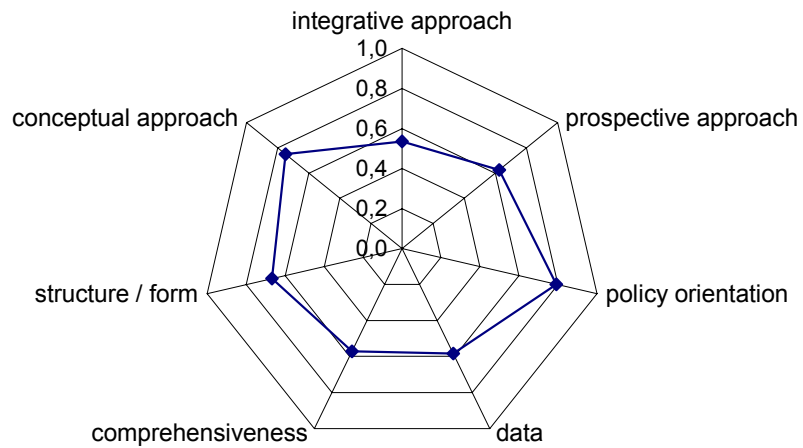 integrative approach
1,0
0,8
conceptual approach
prospective approach
0,6
0,4
0,2
0,0
structure / form
policy orientation
comprehensiveness
data